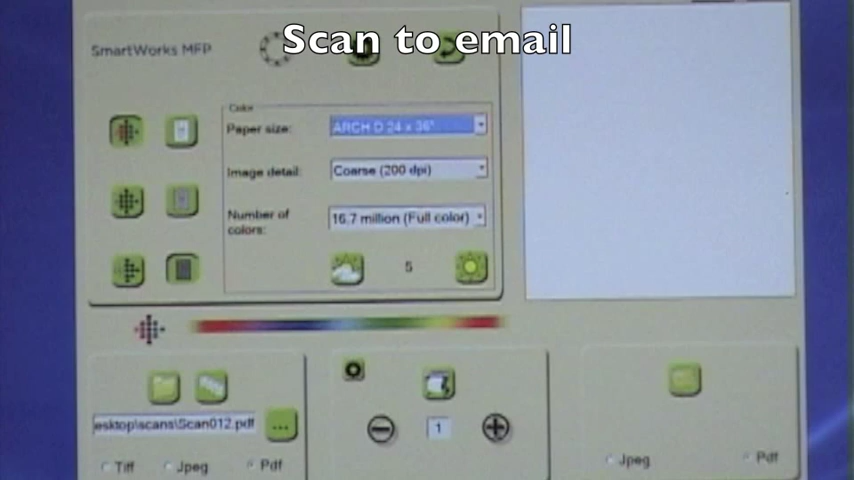 Scan to email
SmartWorks MFP
Color
Paper size:
ARCH D 24 x 36"
Image detail:
Coarse (200 dpi)
Number of
colors:
16.7 million (Full color)
5
esktop\scans\Scan012.pdf
...
1
Tiff
Jpeg
Pdf
Jpeg
Pdf